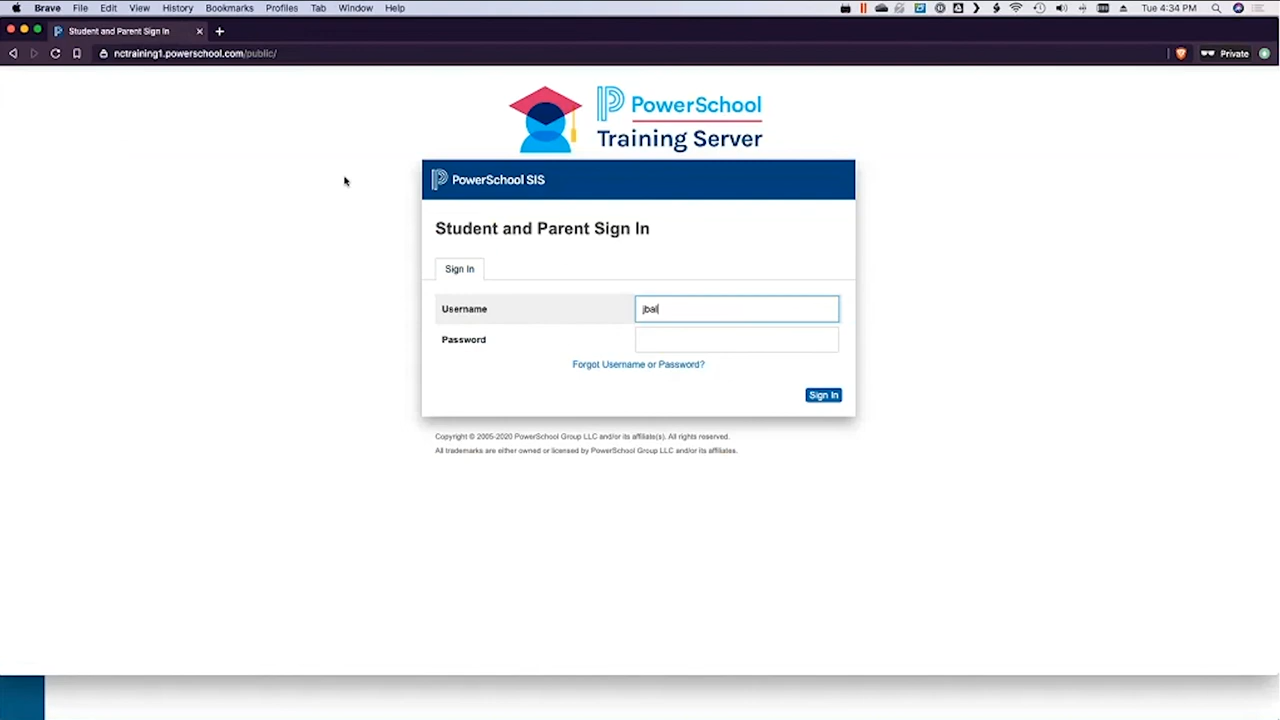 Brave File Edit View History Bookmarks Profiles Tab Window Help Tue 4:34 PM
Student and Parent Sign In
nctraining1.powerschool.com/public/ Private
PowerSchool
Training Server
PowerSchool SIS
Student and Parent Sign In
Sign In
Username jbal
Password
Forgot Username or Password?
Sign In
Copyright © 2005-2020 PowerSchool Group LLC and/or its affiliate(s). All rights reserved.
All trademarks are either owned or licensed by PowerSchool Group LLC and/or its affiliates.